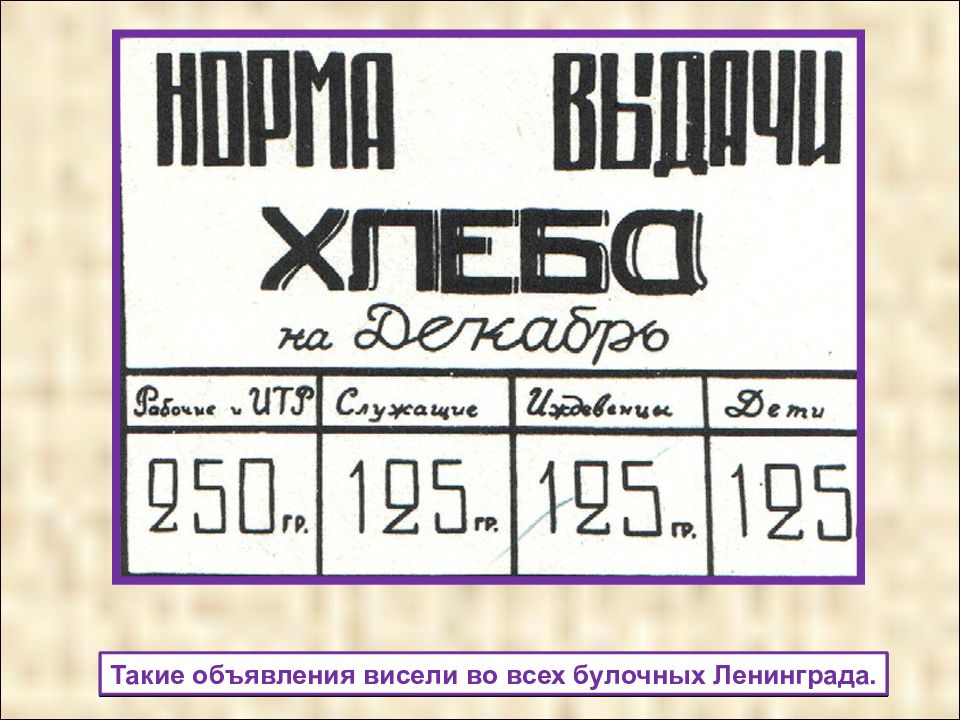 НОРМА ВЫДАЧИ
ХЛЕБА
на Декабрь
Рабочие и ИТР Служащие Иждевенцы Дети
250 гр. 125 гр. 125 гр. 125
Такие объявления висели во всех булочных Ленинграда.